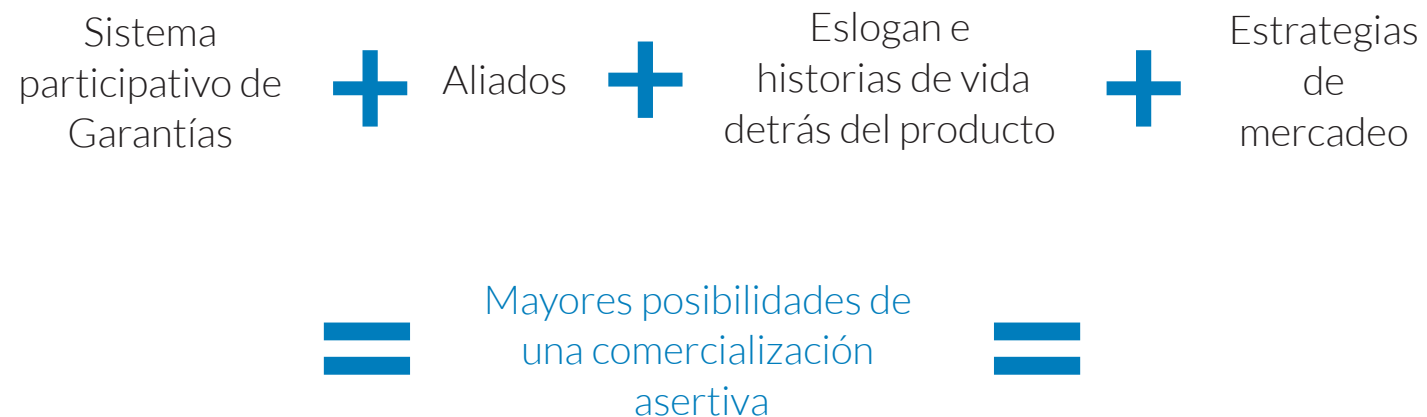 Sistema
participativo de
Garantías
+
Aliados
+
Eslogan e
historias de vida
detrás del producto
+
Estrategias
de
mercadeo
=
Mayores posibilidades de
una comercialización
asertiva
=